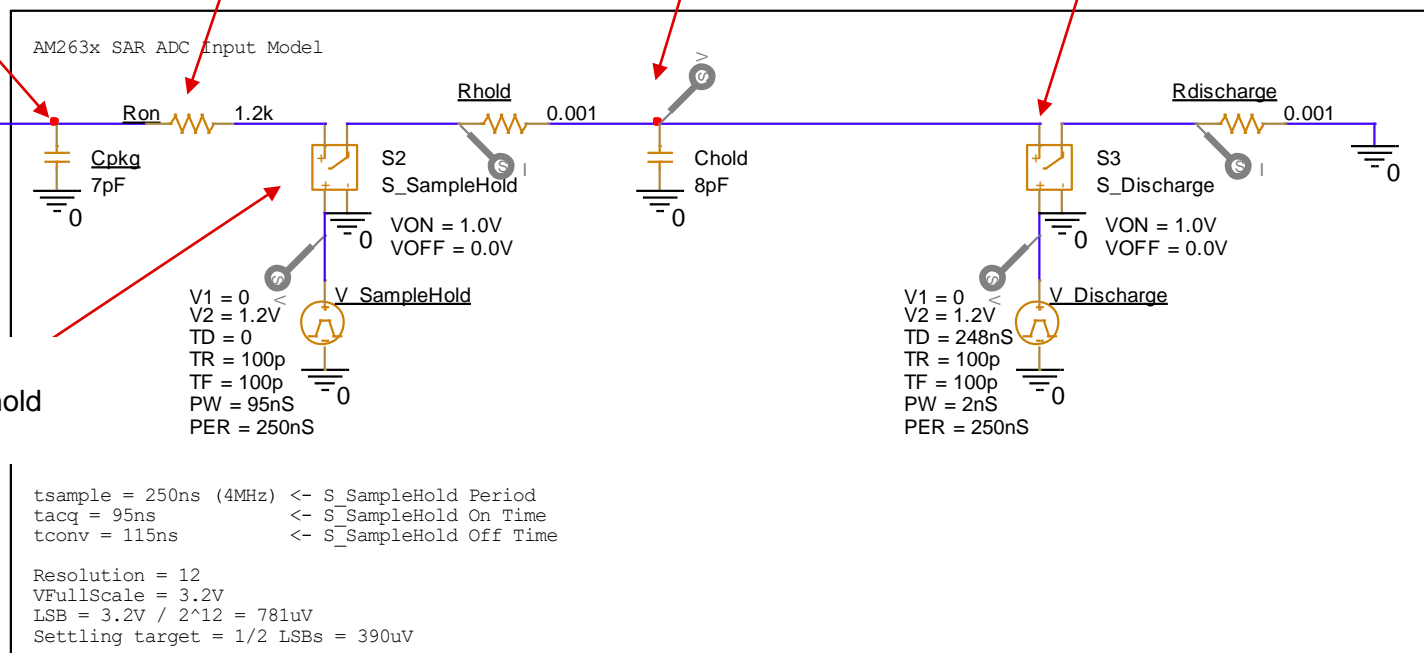 AM263x SAR ADC Input Model
Ron 1.2k
Rhold 0.001
Rdischarge 0.001
Cpkg
7pF
0
S2
S_SampleHold
I
V
S
Chold
8pF
0
S3
S_Discharge
I
0
0
VON = 1.0V
VOFF = 0.0V
0
VON = 1.0V
VOFF = 0.0V
V1 = 0
V2 = 1.2V
TD = 0
TR = 100p
TF = 100p
PW = 95nS
PER = 250nS
V_SampleHold
0
V1 = 0
V2 = 1.2V
TD = 248nS
TR = 100p
TF = 100p
PW = 2nS
PER = 250nS
V_Discharge
0
old
tsample = 250ns (4MHz) <- S_SampleHold Period
tacq = 95ns <- S_SampleHold On Time
tconv = 115ns <- S_SampleHold Off Time
Resolution = 12
VFullScale = 3.2V
LSB = 3.2V / 2^12 = 781uV
Settling target = 1/2 LSBs = 390uV